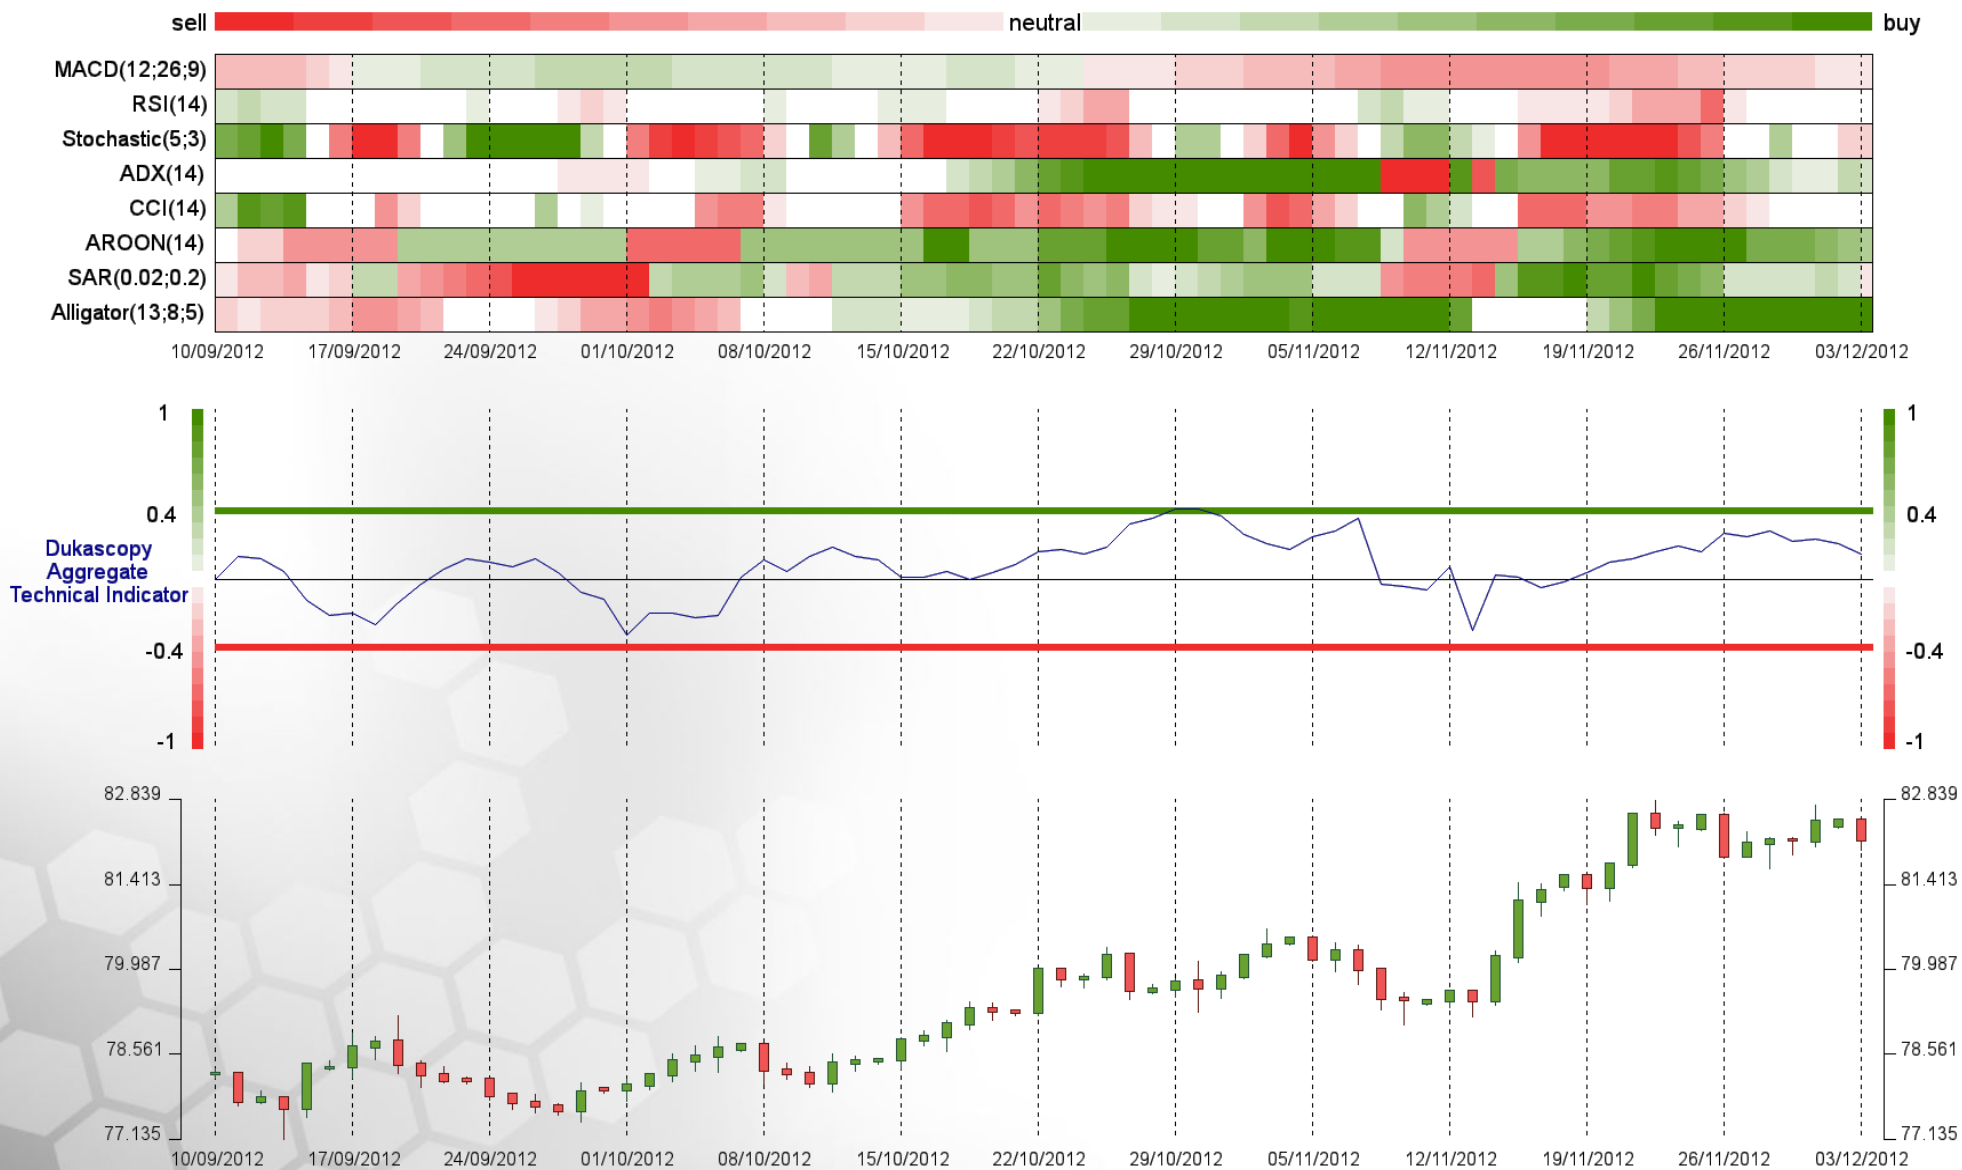 sell neutral buy
MACD(12;26;9)
RSI(14)
Stochastic(5;3)
ADX(14)
CCI(14)
AROON(14)
SAR(0.02;0.2)
Alligator(13;8;5)
10/09/2012 17/09/2012 24/09/2012 01/10/2012 08/10/2012 15/10/2012 22/10/2012 29/10/2012 05/11/2012 12/11/2012 19/11/2012 26/11/2012 03/12/2012
1 1
0.4 0.4
Dukascopy
Aggregate
Technical Indicator
-0.4 -0.4
-1 -1
82.839 82.839
81.413 81.413
79.987 79.987
78.561 78.561
77.135 77.135
10/09/2012 17/09/2012 24/09/2012 01/10/2012 08/10/2012 15/10/2012 22/10/2012 29/10/2012 05/11/2012 12/11/2012 19/11/2012 26/11/2012 03/12/2012